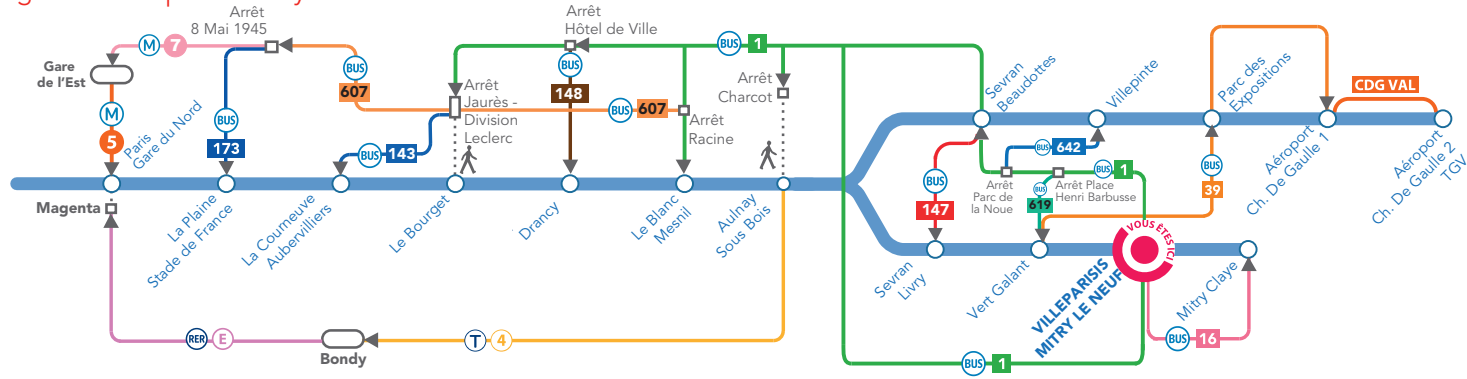 Arrêt
8 Mai 1945
M
7
Gare
de l'Est
M
5
Paris
Gare du Nord
Magenta
BUS
173
La Plaine
Stade de France
BUS
607
BUS
143
La Courneuve
Aubervilliers
Arrêt
Jaurès -
Division
Leclerc
Le Bourget
Arrêt
Hôtel de Ville
BUS
148
Drancy
BUS
607
Arrêt
Racine
Le Blanc
Mesnil
BUS
1
Arrêt
Charcot
Aulnay
Sous Bois
RER
E
Bondy
T
4
Sevran
Beaudottes
Villepinte
Parc des
Expositions
CDG VAL
Aéroport
Ch. De Gaulle 1
Aéroport
Ch. De Gaulle 2
TGV
BUS
642
BUS
1
BUS
147
Arrêt
Parc de
la Noue
Arrêt Place
Henri Barbusse
BUS
619
BUS
39
Sevran
Livry
Vert Galant
VOUS ÊTES ICI
VILLEPARISIS
MITRY LE NEUF
Mitry Claye
BUS
16
BUS
1